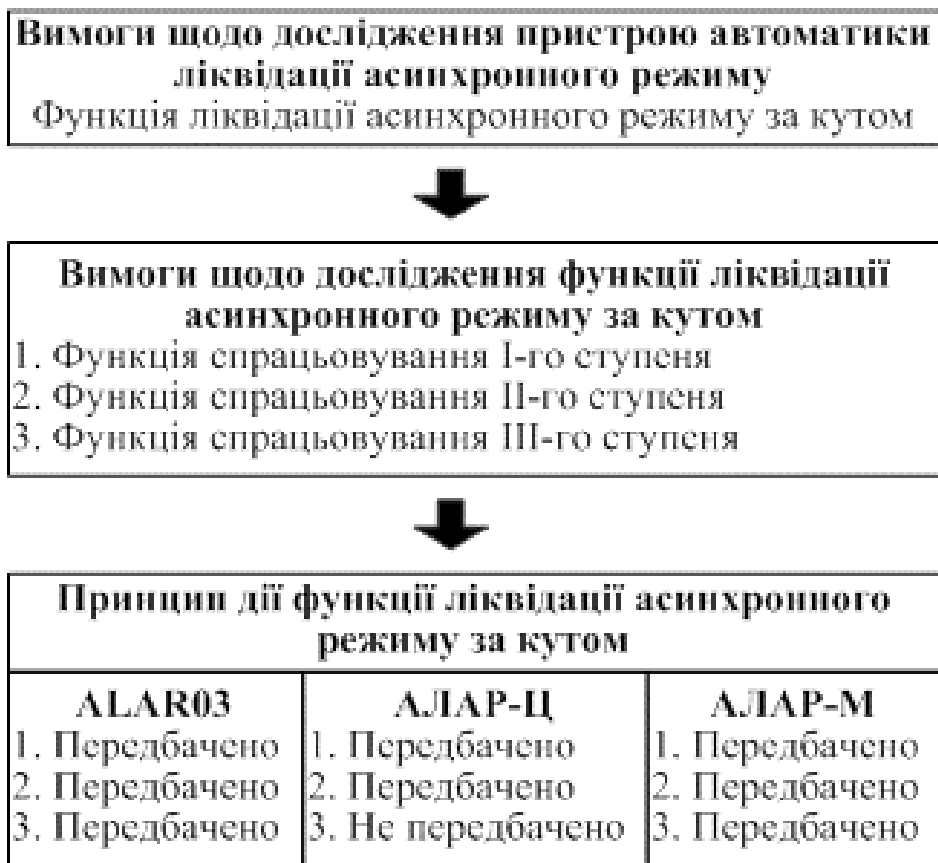 Вимоги щодо дослідження пристрою автоматики
ліквідації асинхронного режиму
Функція ліквідації асинхронного режиму за кутом
Вимоги щодо дослідження функції ліквідації
асинхронного режиму за кутом
1. Функція спрацьовування І-го ступеня
2. Функція спрацьовування ІІ-го ступеня
3. Функція спрацьовування ІІІ-го ступеня
Принцип дії функції ліквідації асинхронного
режиму за кутом
ALAR03
1. Передбачено
2. Передбачено
3. Передбачено
АЛАР-Ц
1. Передбачено
2. Передбачено
3. Не передбачено
АЛАР-М
1. Передбачено
2. Передбачено
3. Передбачено